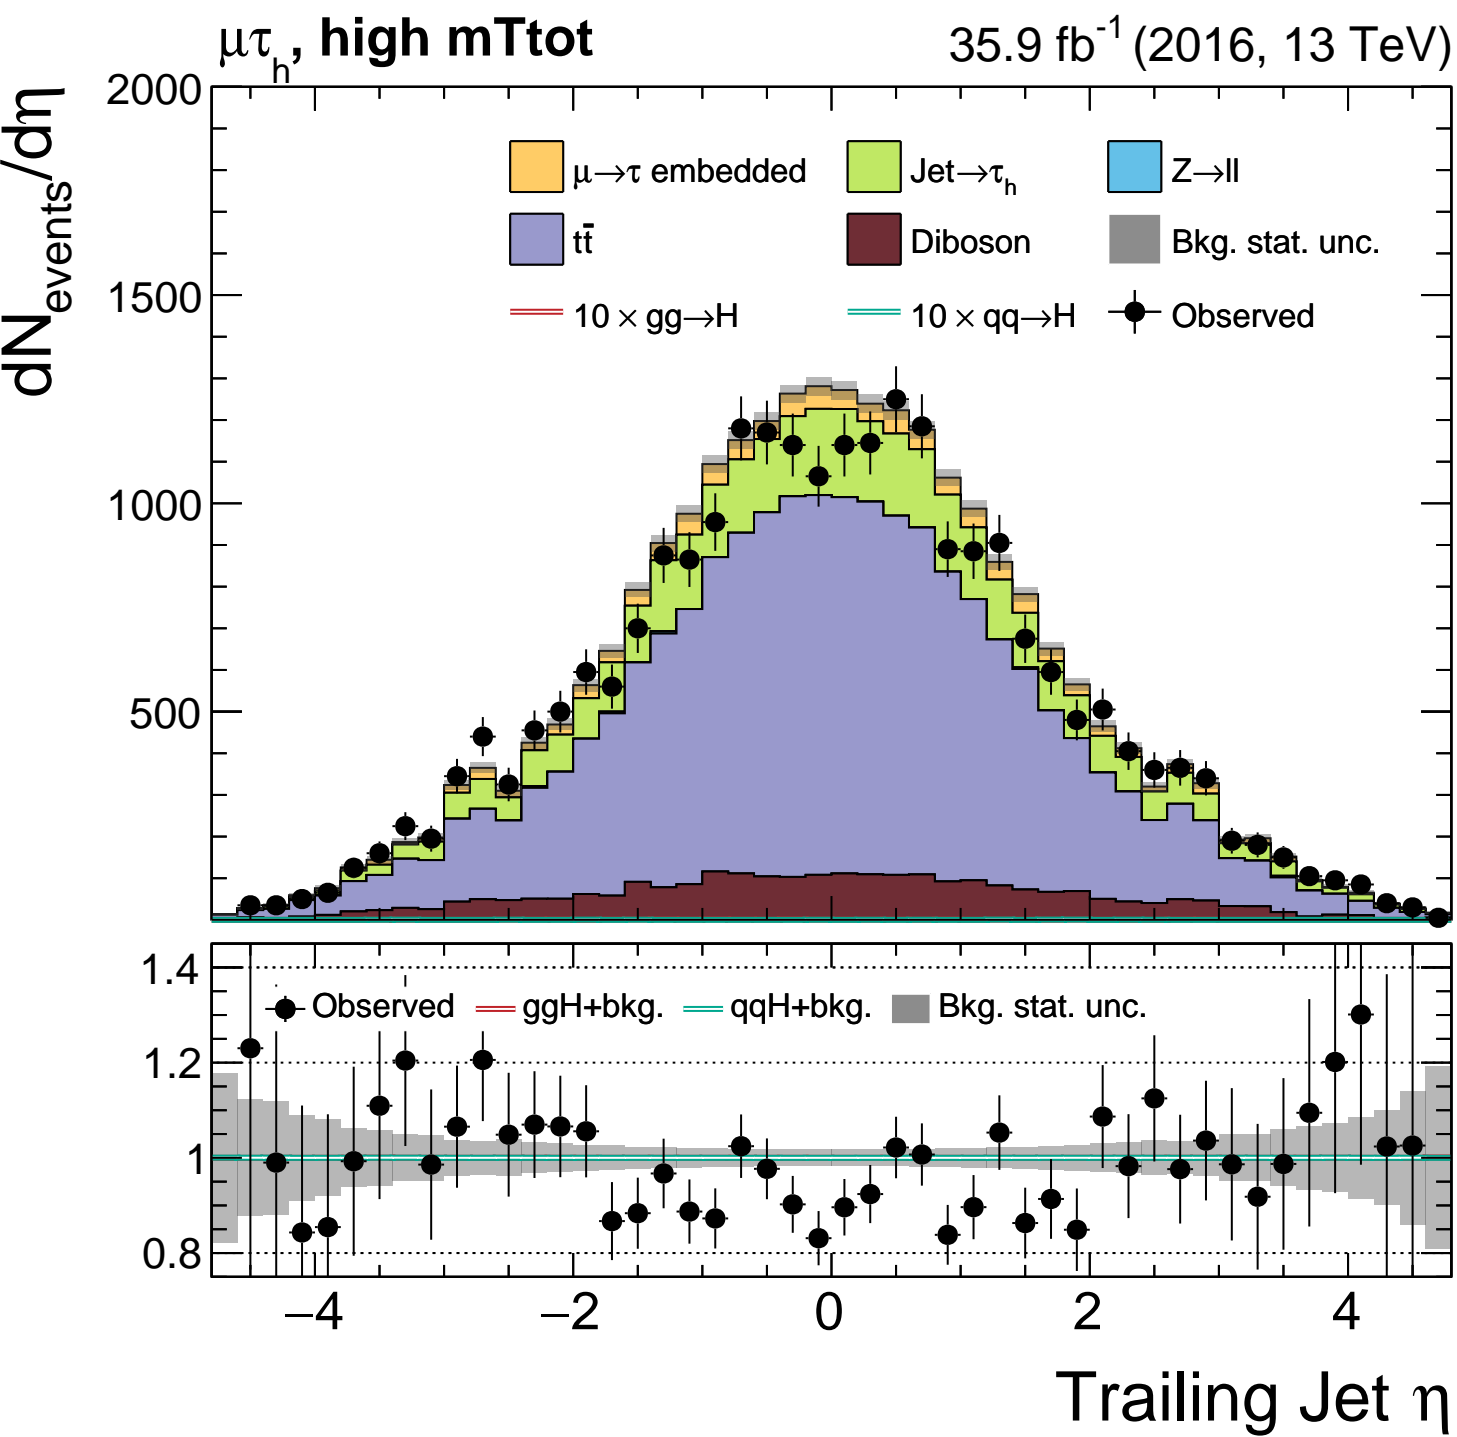 μτh, high mTtot 35.9 fb-1 (2016, 13 TeV)
dNevents/dη
2000
1500
1000
500
μ→τ embedded Jet→τh Z→ll
tt̄ Diboson Bkg. stat. unc.
10 × gg→H 10 × qq→H Observed
1.4
1.2
1
0.8
Observed ggH+bkg. qqH+bkg. Bkg. stat. unc.
−4 −2 0 2 4
Trailing Jet η